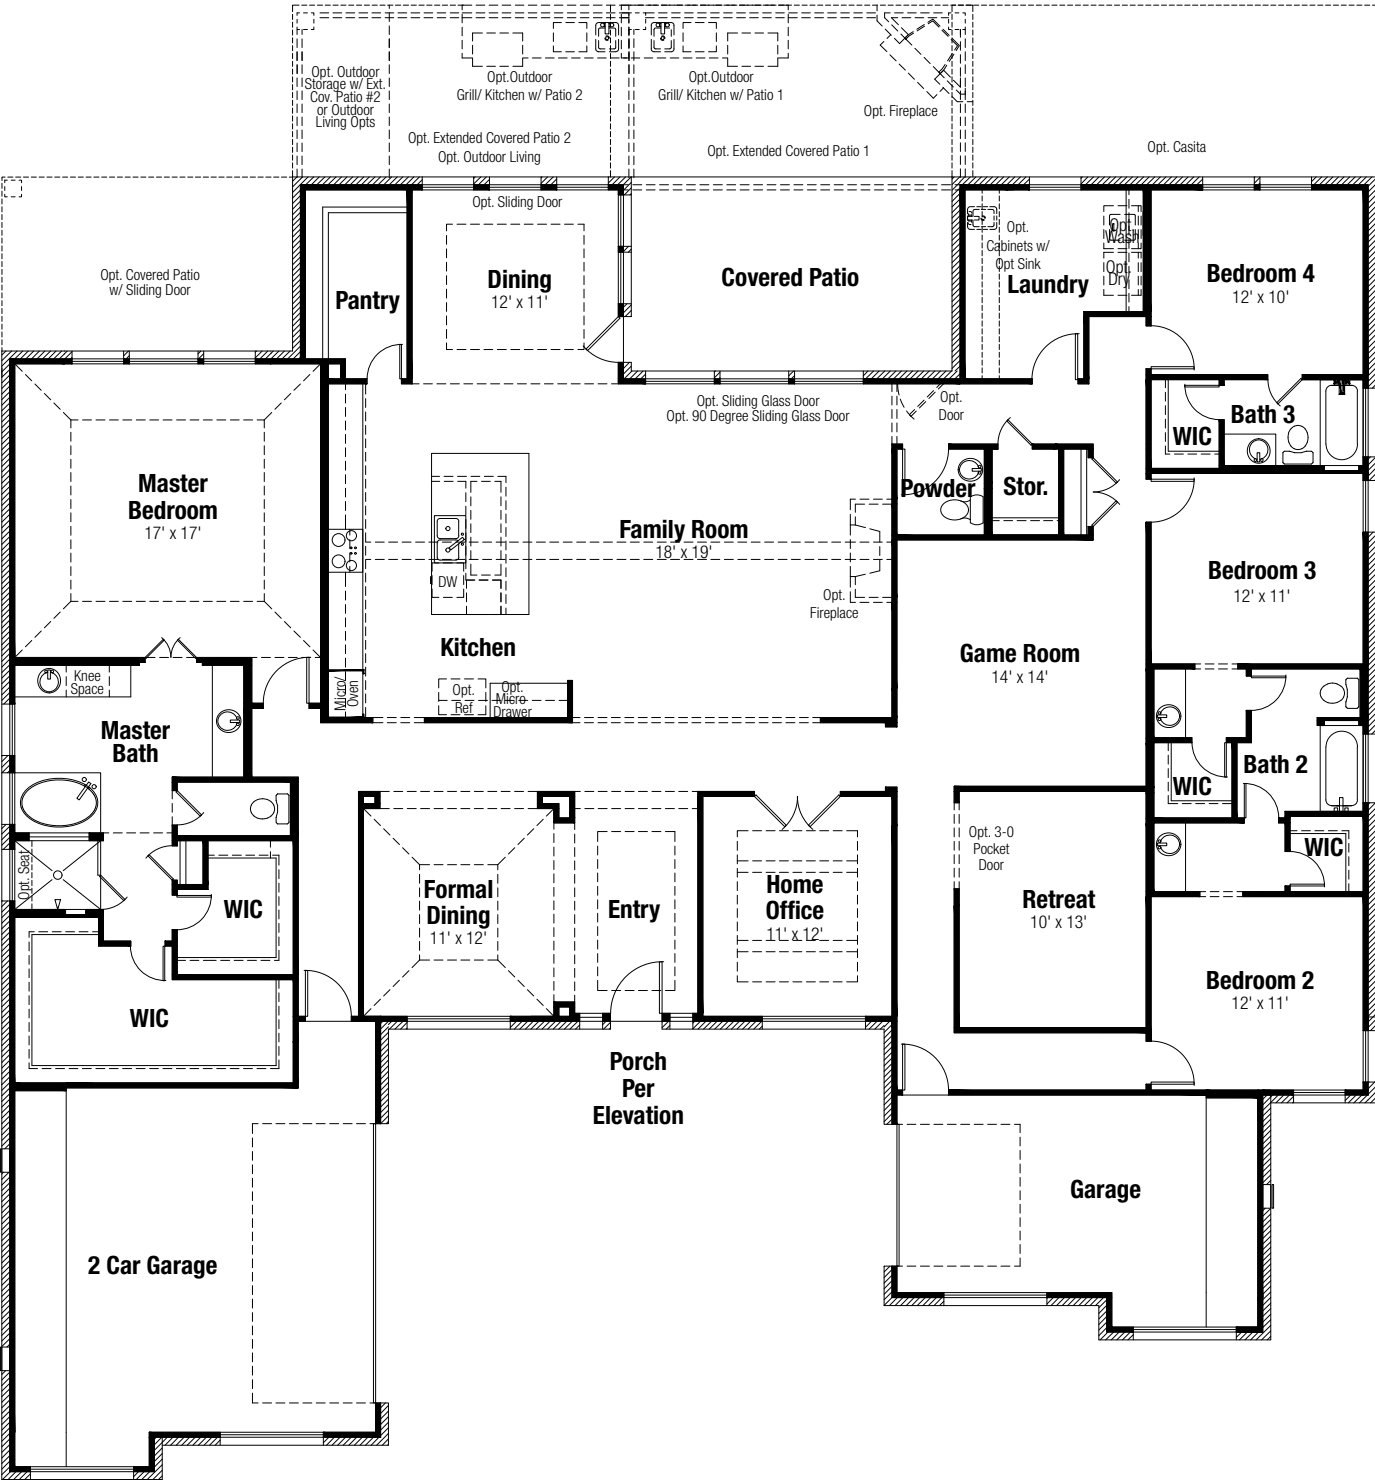 Opt. Outdoor
Storage w/ Ext.
Cov. Patio #2
or Outdoor
Living Opts
Opt.Outdoor
Grill/ Kitchen w/ Patio 2
Opt.Outdoor
Grill/ Kitchen w/ Patio 1
Opt. Fireplace
Opt. Extended Covered Patio 2
Opt. Outdoor Living
Opt. Extended Covered Patio 1
Opt. Casita
Opt. Covered Patio
w/ Sliding Door
Pantry
Opt. Sliding Door
Dining
12' x 11'
Covered Patio
Opt.
Cabinets w/
Opt Sink
Laundry
Opt.
Wash
Opt.
Dry
Bedroom 4
12' x 10'
Opt. Sliding Glass Door
Opt. 90 Degree Sliding Glass Door
Opt.
Door
WIC
Bath 3
Master
Bedroom
17' x 17'
Powder
Stor.
Family Room
18' x 19'
DW
Opt.
Fireplace
Kitchen
Bedroom 3
12' x 11'
Game Room
14' x 14'
Micro/
Oven
Opt.
Ref
Opt.
Micro
Drawer
Knee
Space
Master
Bath
WIC
Bath 2
Opt. 3-0
Pocket
Door
WIC
Opt. Seat
WIC
Formal
Dining
11' x 12'
Entry
Home
Office
11' x 12'
Retreat
10' x 13'
Bedroom 2
12' x 11'
WIC
Porch
Per
Elevation
2 Car Garage
Garage